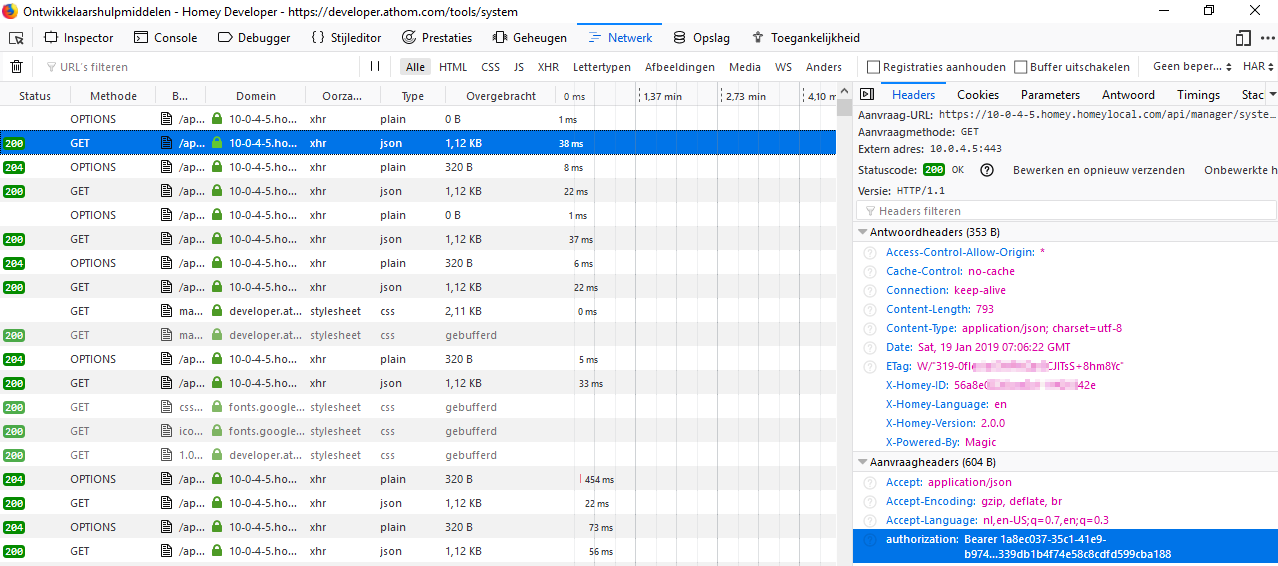 Ontwikkelaarshulpmiddelen - Homey Developer - https://developer.athom.com/tools/system
Inspector Console Debugger Stijleditor Prestaties Geheugen Netwerk Opslag Toegankelijkheid
URL's filteren Alle HTML CSS JS XHR Lettertypen Afbeeldingen Media WS Anders Registraties aanhouden Buffer uitschakelen Geen beper... HAR
Status Methode B... Domein Oorza... Type Overgebracht 0 ms 1,37 min 2,73 min 4,10 m
OPTIONS /ap... 10-0-4-5.ho... xhr plain 0 B 1 ms
200 GET /ap... 10-0-4-5.ho... xhr json 1,12 KB 38 ms
204 OPTIONS /ap... 10-0-4-5.ho... xhr plain 320 B 8 ms
200 GET /ap... 10-0-4-5.ho... xhr json 1,12 KB 22 ms
OPTIONS /ap... 10-0-4-5.ho... xhr plain 0 B 1 ms
200 GET /ap... 10-0-4-5.ho... xhr json 1,12 KB 37 ms
204 OPTIONS /ap... 10-0-4-5.ho... xhr plain 320 B 6 ms
200 GET /ap... 10-0-4-5.ho... xhr json 1,12 KB 22 ms
GET ma... developer.at... stylesheet css 2,11 KB 0 ms
200 GET ma... developer.at... stylesheet css gebufferd
204 OPTIONS /ap... 10-0-4-5.ho... xhr plain 320 B 5 ms
200 GET /ap... 10-0-4-5.ho... xhr json 1,12 KB 33 ms
200 GET css... fonts.google... stylesheet css gebufferd
200 GET ico... fonts.google... stylesheet css gebufferd
200 GET 1.0... developer.at... stylesheet css gebufferd
204 OPTIONS /ap... 10-0-4-5.ho... xhr plain 320 B 454 ms
200 GET /ap... 10-0-4-5.ho... xhr json 1,12 KB 22 ms
204 OPTIONS /ap... 10-0-4-5.ho... xhr plain 320 B 73 ms
200 GET /ap... 10-0-4-5.ho... xhr json 1,12 KB 56 ms
Headers Cookies Parameters Antwoord Timings Stac
Aanvraag-URL: https://10-0-4-5.homey.homeylocal.com/api/manager/syste...
Aanvraagmethode: GET
Extern adres: 10.0.4.5:443
Statuscode: 200 OK Bewerken en opnieuw verzenden Onbewerkte h
Versie: HTTP/1.1
Headers filteren
Antwoordheaders (353 B)
Access-Control-Allow-Origin: *
Cache-Control: no-cache
Connection: keep-alive
Content-Length: 793
Content-Type: application/json; charset=utf-8
Date: Sat, 19 Jan 2019 07:06:22 GMT
ETag: W/"319-0fl CJITsS+8hm8Yc"
X-Homey-ID: 56a8e 42e
X-Homey-Language: en
X-Homey-Version: 2.0.0
X-Powered-By: Magic
Aanvraagheaders (604 B)
Accept: application/json
Accept-Encoding: gzip, deflate, br
Accept-Language: nl,en-US;q=0.7,en;q=0.3
authorization: Bearer 1a8ec037-35c1-41e9-
b974...339db1b4f74e58c8cdfd599cba188